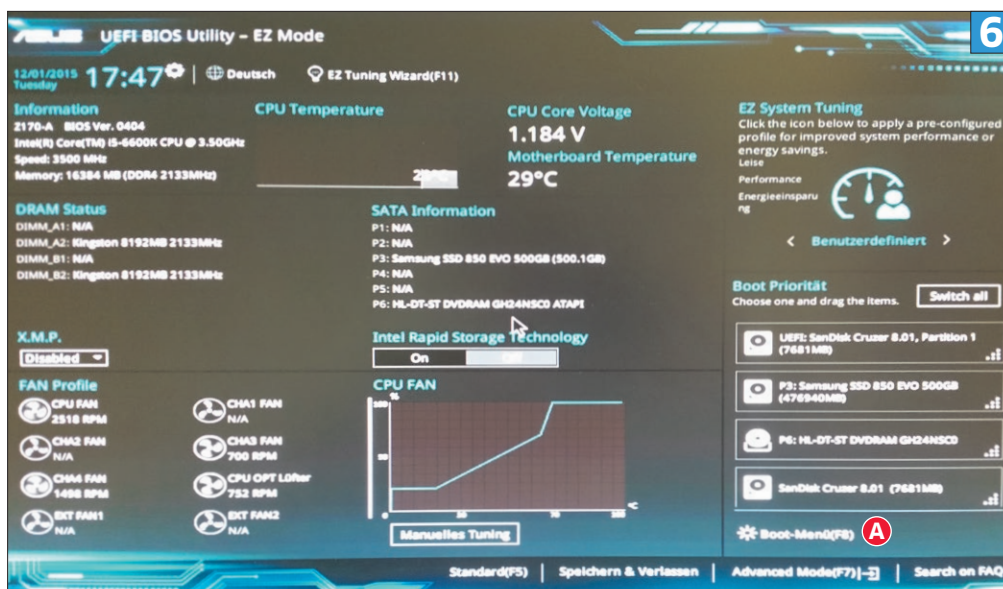 6
ASUS UEFI BIOS Utility – EZ Mode
12/01/2015
Tuesday
17:47
Deutsch
EZ Tuning Wizard(F11)
Information
Z170-A BIOS Ver. 0404
Intel(R) Core(TM) i5-6600K CPU @ 3.50GHz
Speed: 3500 MHz
Memory: 16384 MB (DDR4 2133MHz)
CPU Temperature
CPU Core Voltage
1.184 V
Motherboard Temperature
29°C
EZ System Tuning
Click the icon below to apply a pre-configured
profile for improved system performance or
energy savings.
Leise
Performance
Energieeinsparu
ng
Benutzerdefiniert
DRAM Status
DIMM_A1: N/A
DIMM_A2: Kingston 8192MB 2133MHz
DIMM_B1: N/A
DIMM_B2: Kingston 8192MB 2133MHz
SATA Information
P1: N/A
P2: N/A
P3: Samsung SSD 850 EVO 500GB (500.1GB)
P4: N/A
P5: N/A
P6: HL-DT-ST DVDRAM GH24NSC0 ATAPI
X.M.P.
Disabled
Intel Rapid Storage Technology
On
FAN Profile
CPU FAN
2518 RPM
CHA1 FAN
N/A
CHA2 FAN
N/A
CHA3 FAN
700 RPM
CHA4 FAN
1498 RPM
CPU OPT Lüfter
752 RPM
EXT FAN1
N/A
EXT FAN2
N/A
CPU FAN
%
100
50
0
30
70
100
Manuelles Tuning
Boot Priorität
Choose one and drag the items.
Switch all
UEFI: SanDisk Cruzer 8.01, Partition 1
(7681MB)
P3: Samsung SSD 850 EVO 500GB
(476940MB)
P6: HL-DT-ST DVDRAM GH24NSC0
SanDisk Cruzer 8.01 (7681MB)
Boot-Menü(F8)
A
Standard(F5)
Speichern & Verlassen
Advanced Mode(F7)
Search on FAQ